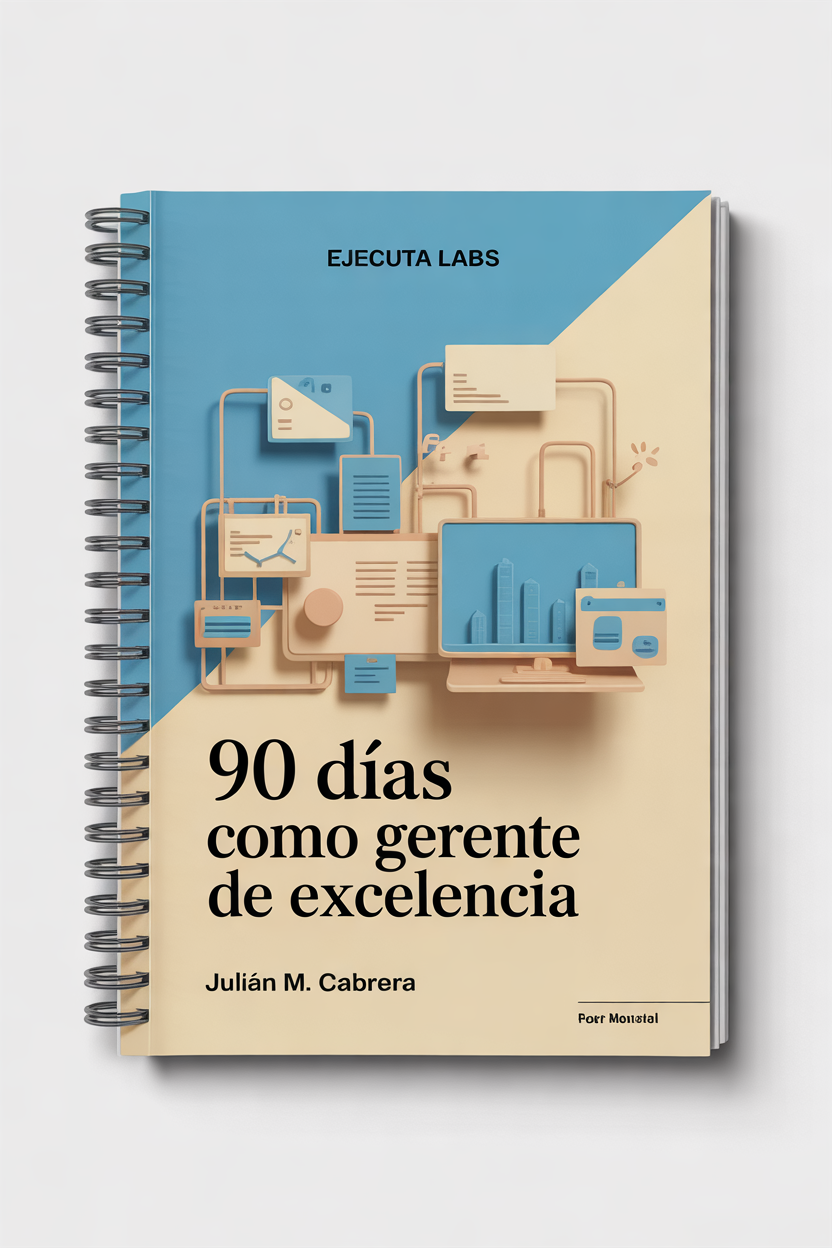 EJECUTA LABS
90 días
como gerente
de excelencia
Julián M. Cabrera